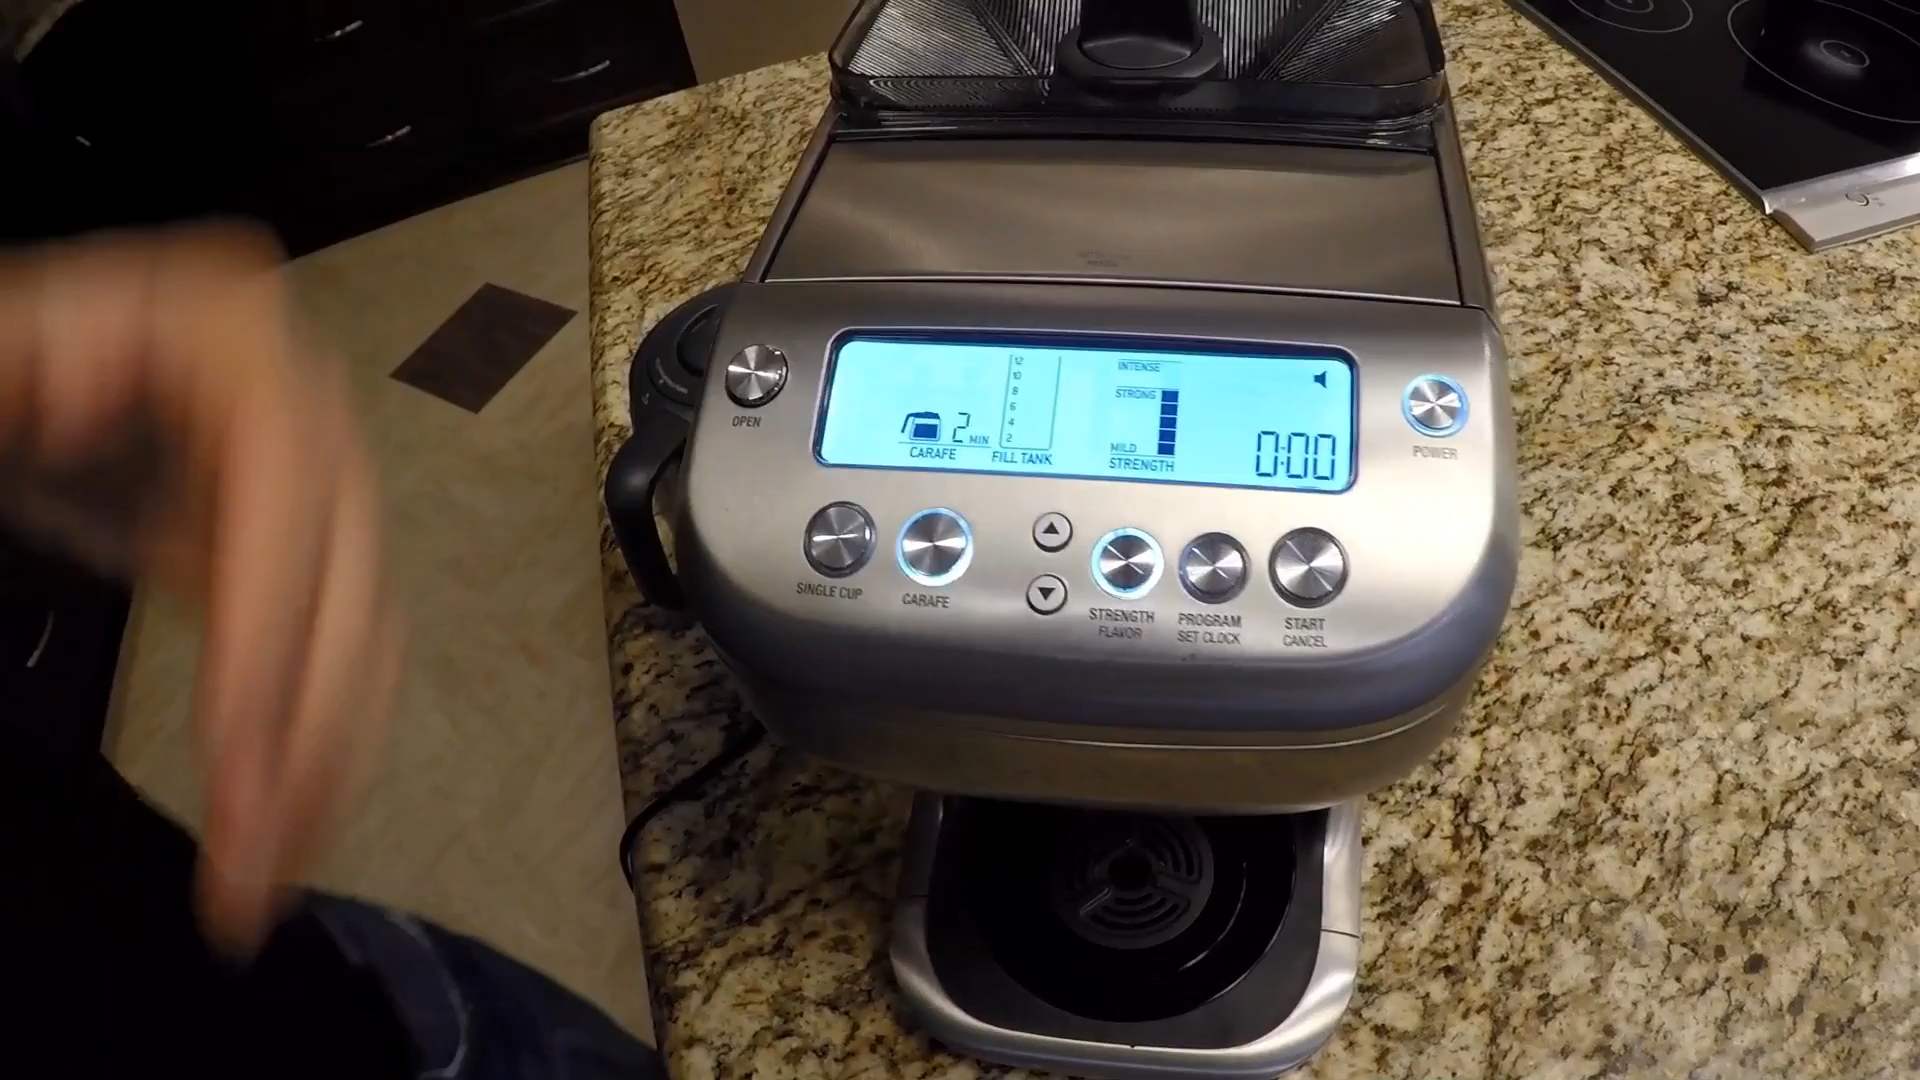 OPEN
12
10
8
6
4
2
CARAFE
2 MIN
FILL TANK
INTENSE
STRONG
MILD
STRENGTH
0:00
POWER
SINGLE CUP
CARAFE
STRENGTH
FLAVOR
PROGRAM
SET CLOCK
START
CANCEL